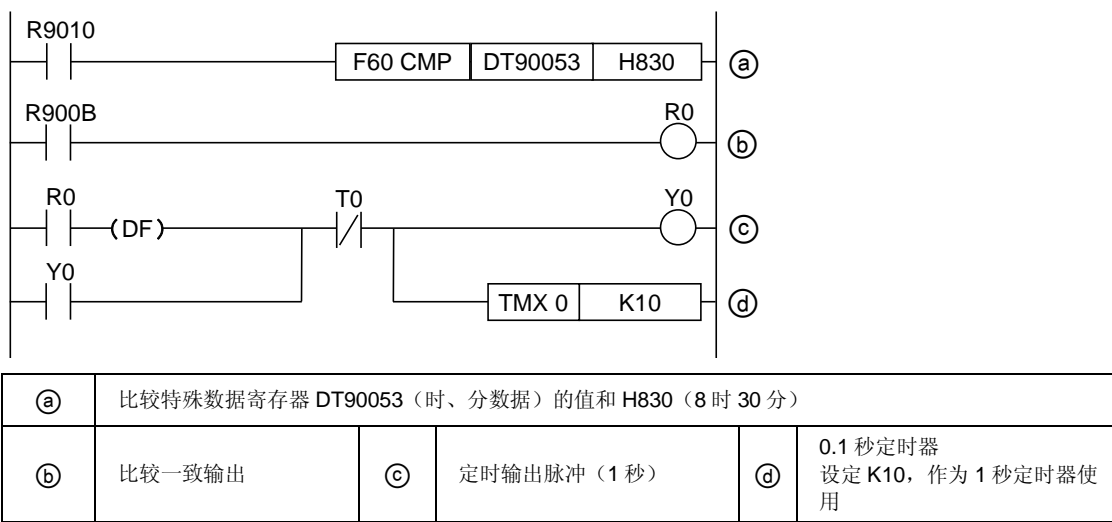 R9010
F60 CMP DT90053 H830 ⓐ
R900B R0
ⓑ
R0 T0 Y0
(DF) ⓒ
Y0
TMX 0 K10 ⓓ
ⓐ 比较特殊数据寄存器 DT90053（时、分数据）的值和 H830（8 时 30 分）
ⓑ 比较一致输出 ⓒ 定时输出脉冲（1 秒） ⓓ 0.1 秒定时器
设定 K10，作为 1 秒定时器使
用